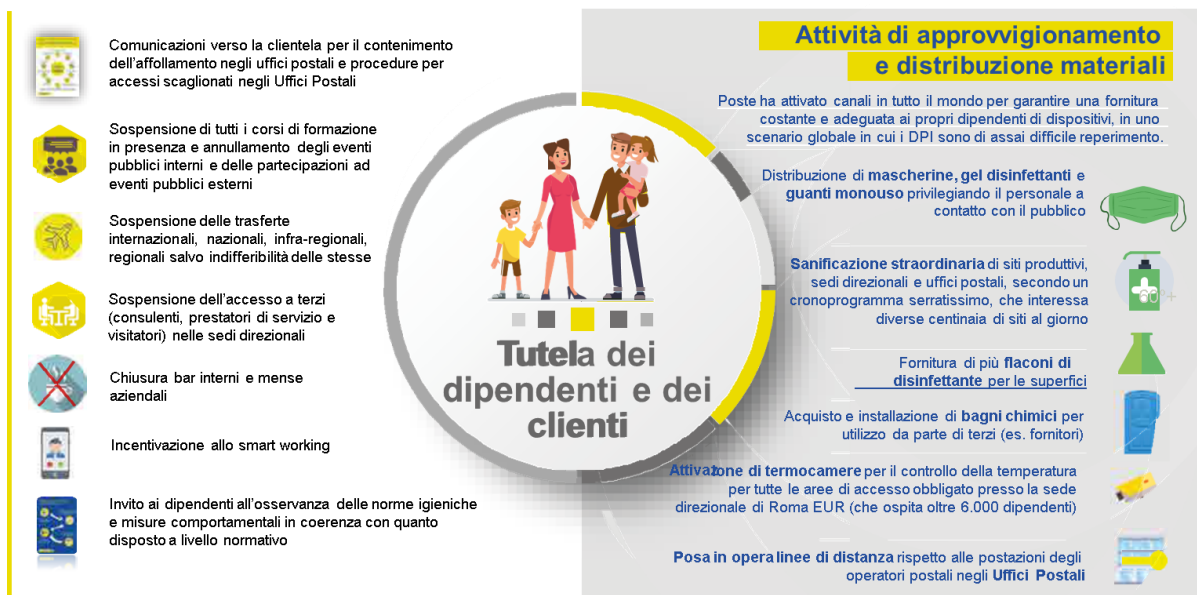 Comunicazioni verso la clientela per il contenimento
dell'affollamento negli uffici postali e procedure per
accessi scaglionati negli Uffici Postali
Sospensione di tutti i corsi di formazione
in presenza e annullamento degli eventi
pubblici interni e delle partecipazioni ad
eventi pubblici esterni
Sospensione delle trasferte
internazionali, nazionali, infra-regionali,
regionali salvo indifferibilità delle stesse
Sospensione dell'accesso a terzi
(consulenti, prestatori di servizio e
visitatori) nelle sedi direzionali
Chiusura bar interni e mense
aziendali
Incentivazione allo smart working
Invito ai dipendenti all'osservanza delle norme igieniche
e misure comportamentali in coerenza con quanto
disposto a livello normativo
Tutela dei
dipendenti e dei
clienti
Attività di approvvigionamento
e distribuzione materiali
Poste ha attivato canali in tutto il mondo per garantire una fornitura
costante e adeguata ai propri dipendenti di dispositivi, in uno
scenario globale in cui i DPI sono di assai difficile reperimento.
Distribuzione di mascherine, gel disinfettanti e
guanti monouso privilegiando il personale a
contatto con il pubblico
Sanificazione straordinaria di siti produttivi,
sedi direzionali e uffici postali, secondo un
cronoprogramma serratissimo, che interessa
diverse centinaia di siti al giorno
60°+
Fornitura di più flaconi di
disinfettante per le superfici
Acquisto e installazione di bagni chimici per
utilizzo da parte di terzi (es. fornitori)
Attivazione di termocamere per il controllo della temperatura
per tutte le aree di accesso obbligato presso la sede
direzionale di Roma EUR (che ospita oltre 6.000 dipendenti)
Posa in opera linee di distanza rispetto alle postazioni degli
operatori postali negli Uffici Postali